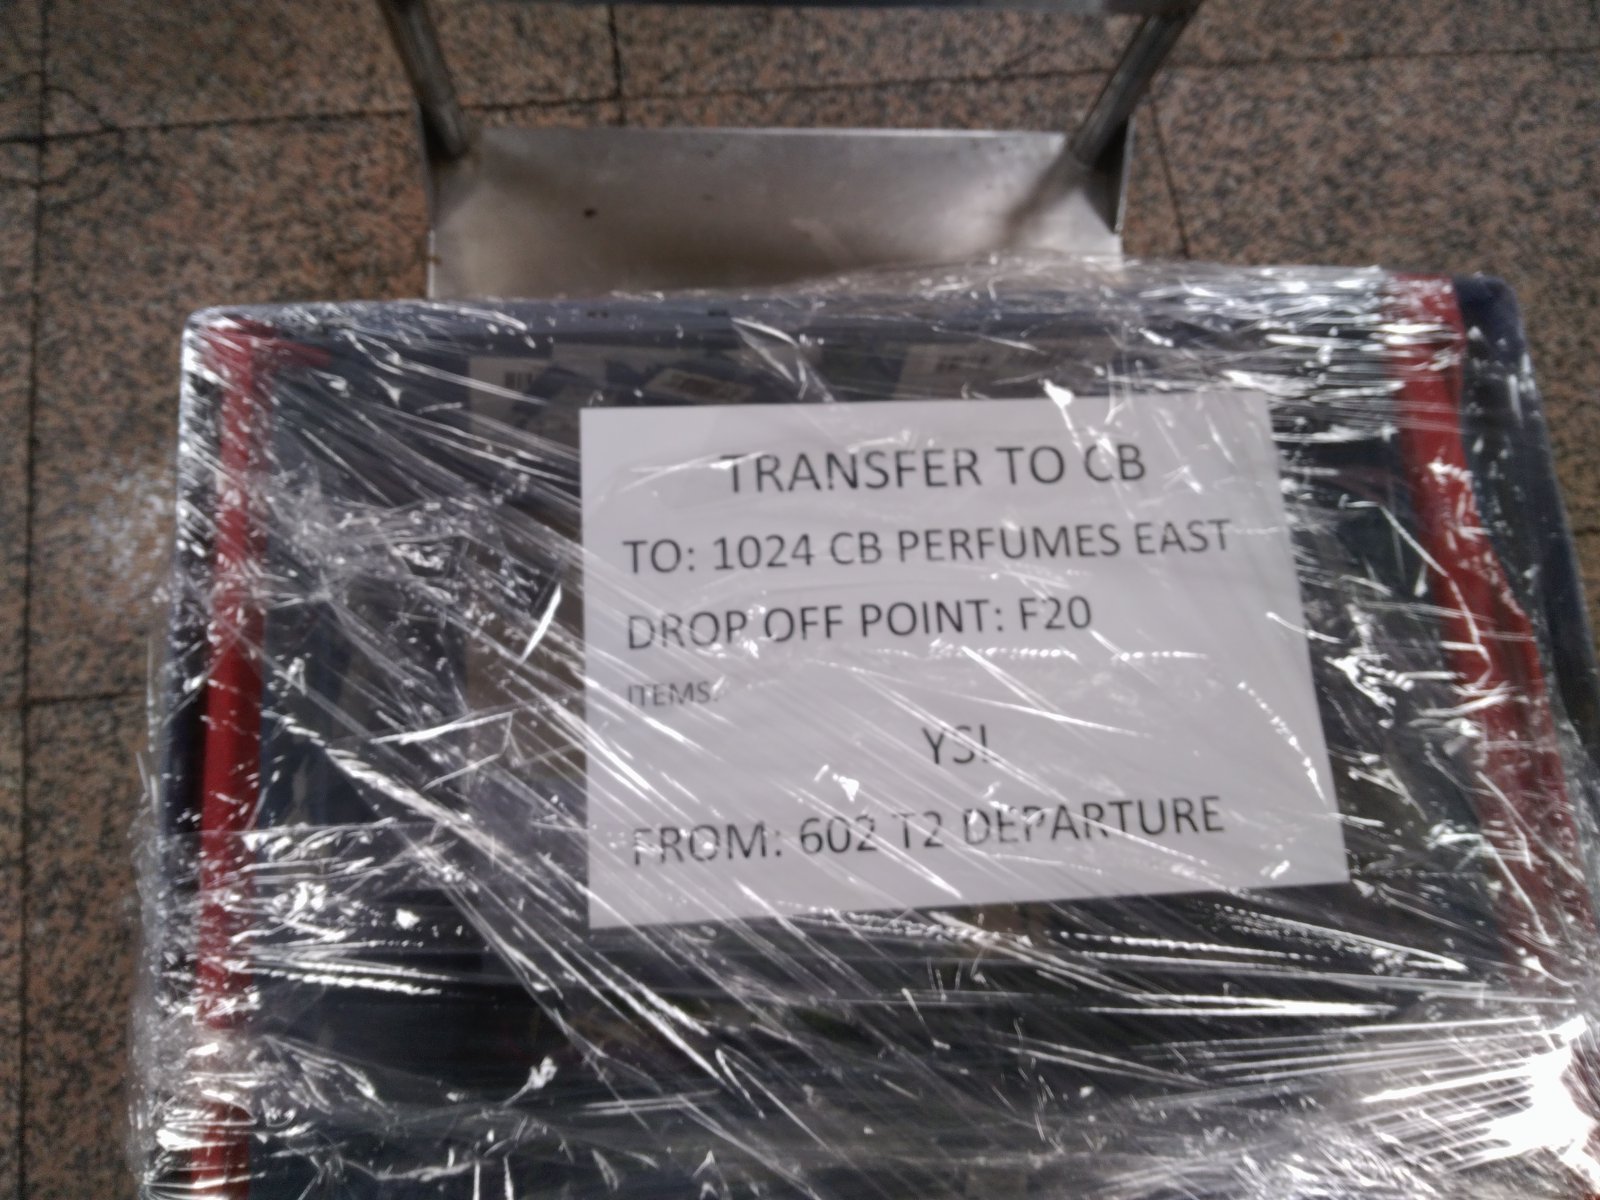 TRANSFER TO CB
TO: 1024 CB PERFUMES EAST
DROP OFF POINT: F20
ITEMS:
YSL
FROM: 602 T2 DEPARTURE